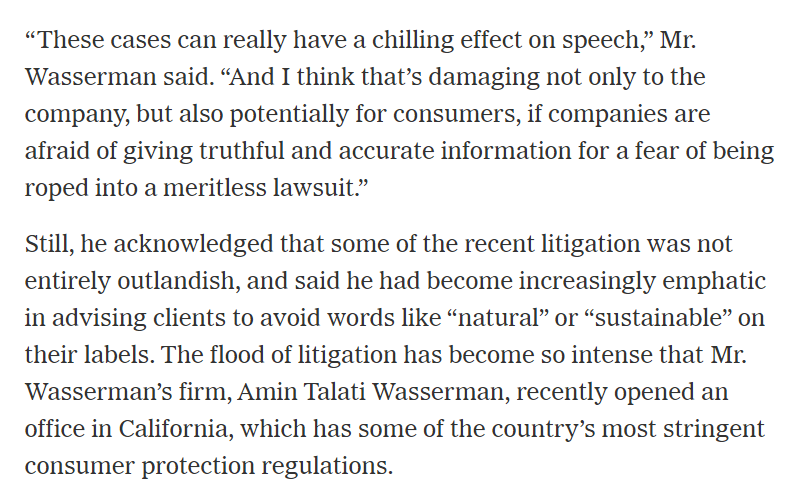 “These cases can really have a chilling effect on speech,” Mr.
Wasserman said. “And I think that’s damaging not only to the
company, but also potentially for consumers, if companies are
afraid of giving truthful and accurate information for a fear of being
roped into a meritless lawsuit.”
Still, he acknowledged that some of the recent litigation was not
entirely outlandish, and said he had become increasingly emphatic
in advising clients to avoid words like “natural” or “sustainable” on
their labels. The flood of litigation has become so intense that Mr.
Wasserman’s firm, Amin Talati Wasserman, recently opened an
office in California, which has some of the country’s most stringent
consumer protection regulations.